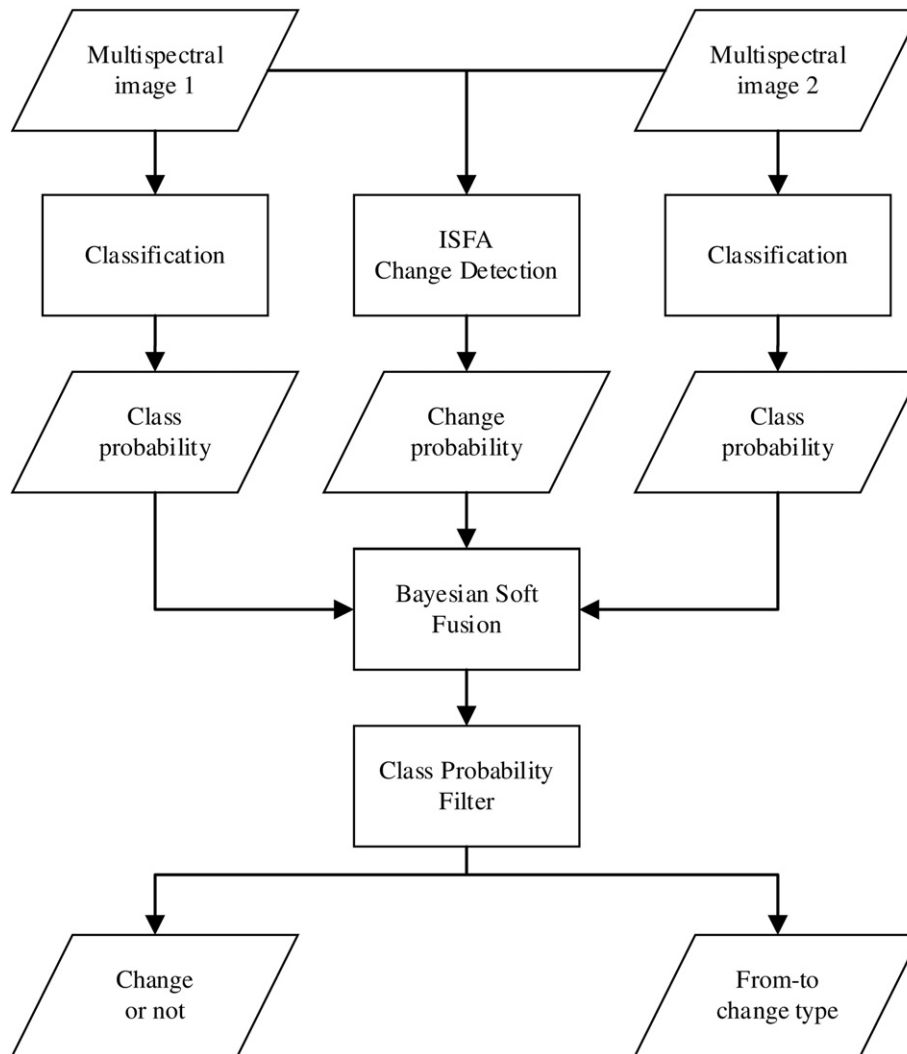 Multispectral
image 1
Multispectral
image 2
Classification
ISFA
Change Detection
Classification
Class
probability
Change
probability
Class
probability
Bayesian Soft
Fusion
Class Probability
Filter
Change
or not
From-to
change type